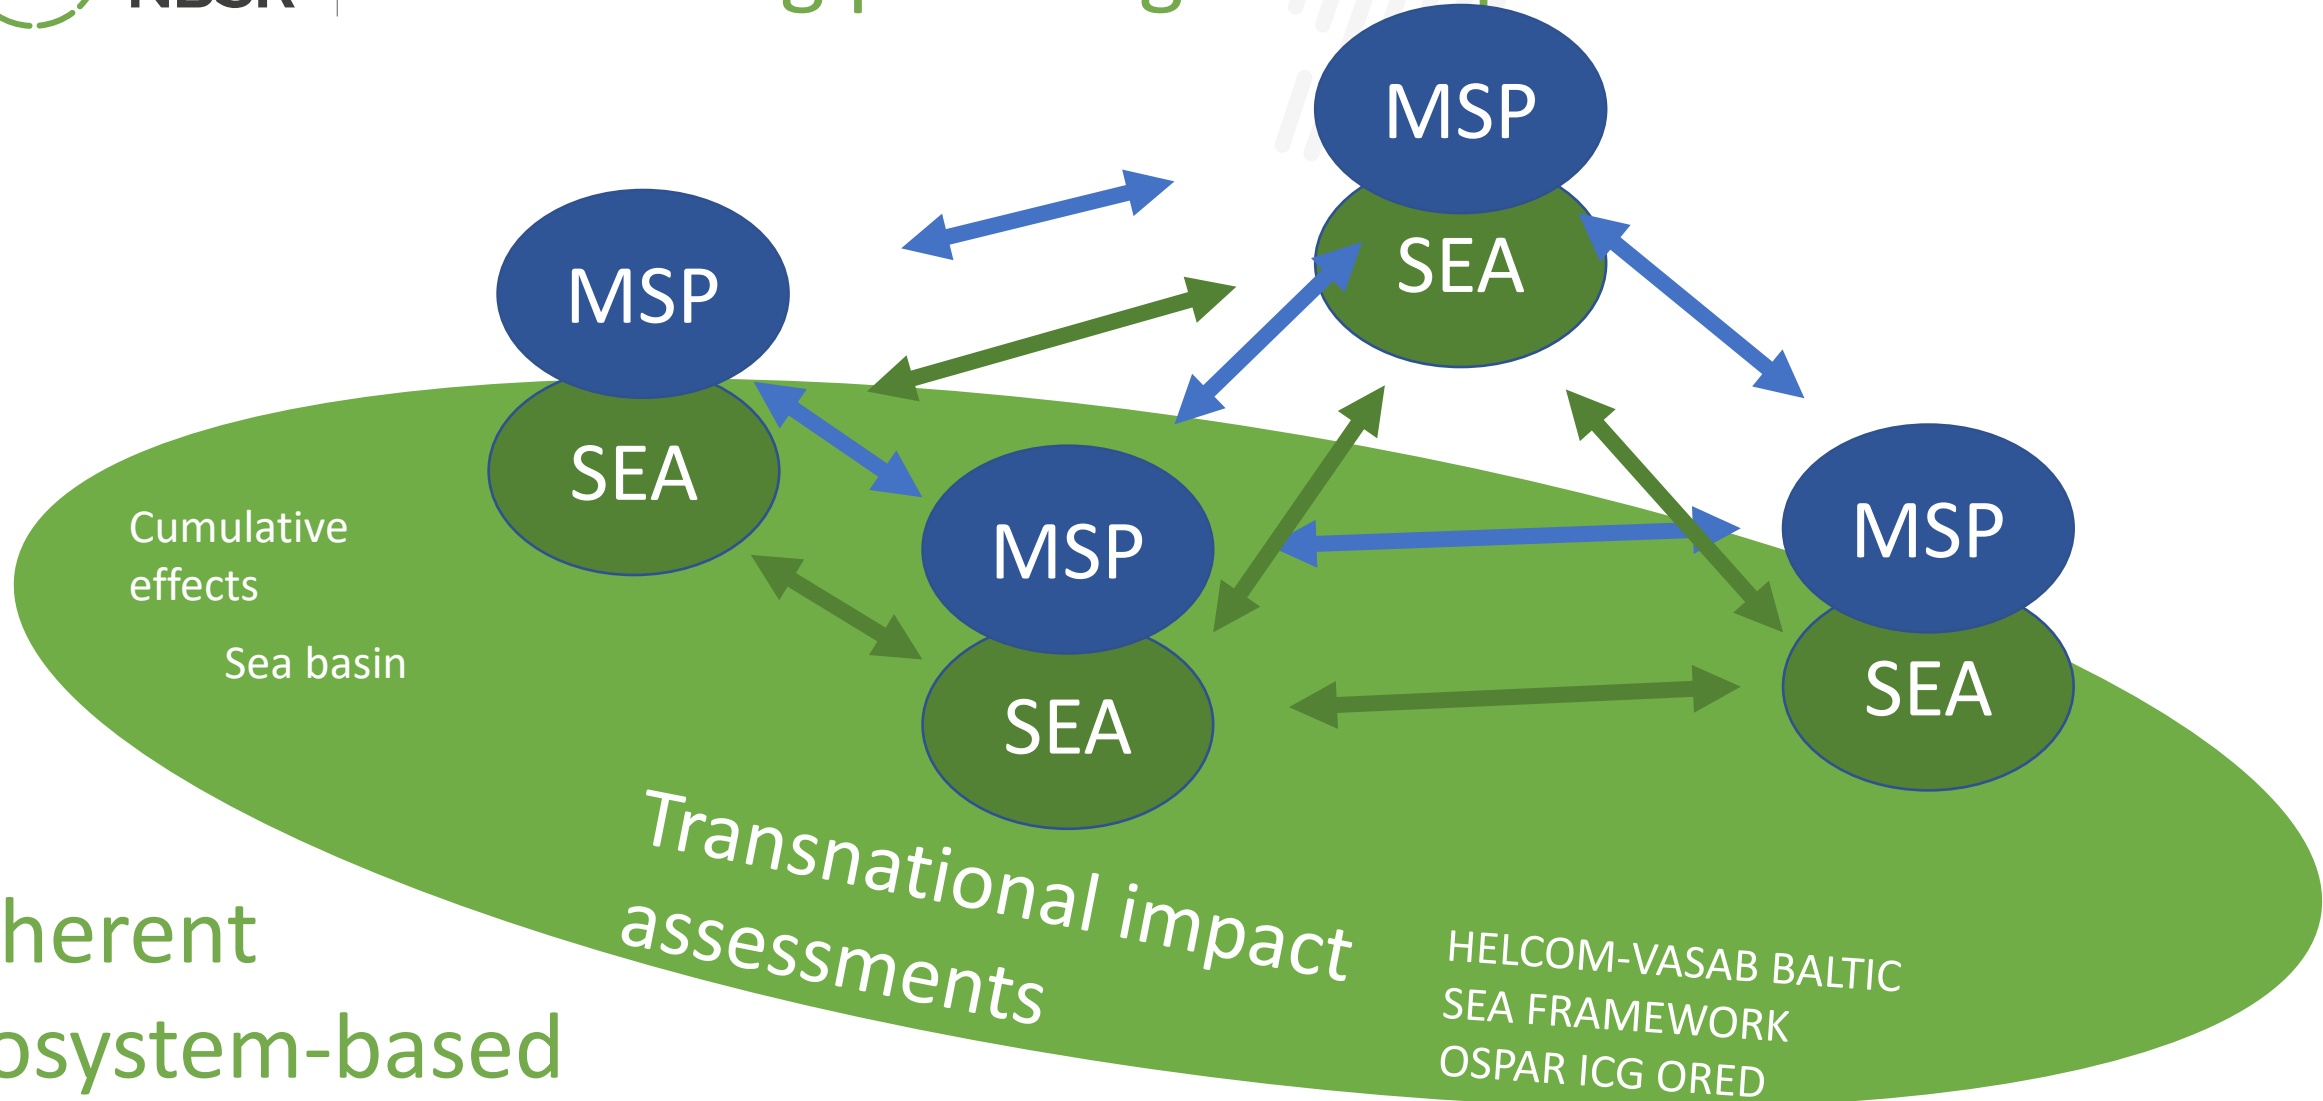 MSP
SEA
MSP
SEA
MSP
SEA
MSP
SEA
Cumulative
effects
Sea basin
Transnational impact
assessments
HELCOM-VASAB BALTIC
SEA FRAMEWORK
OSPAR ICG ORED
herent
osystem-based